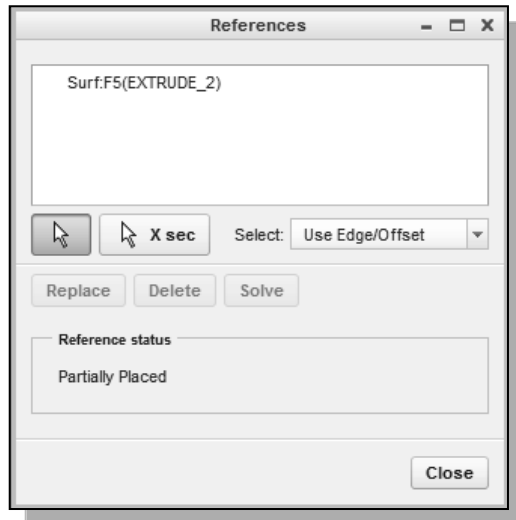 References
Surf:F5(EXTRUDE_2)
X sec Select: Use Edge/Offset
Replace Delete Solve
Reference status
Partially Placed
Close